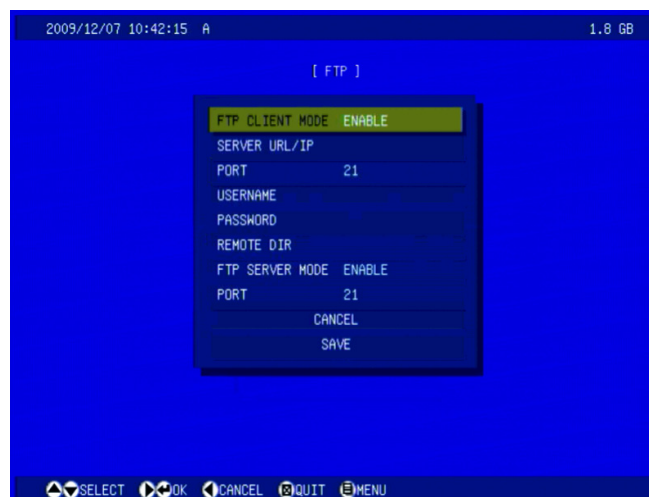 2009/12/07 10:42:15 A 1.8 GB
[ FTP ]
FTP CLIENT MODE ENABLE
SERVER URL/IP
PORT 21
USERNAME
PASSWORD
REMOTE DIR
FTP SERVER MODE ENABLE
PORT 21
CANCEL
SAVE
SELECT OK CANCEL QUIT MENU